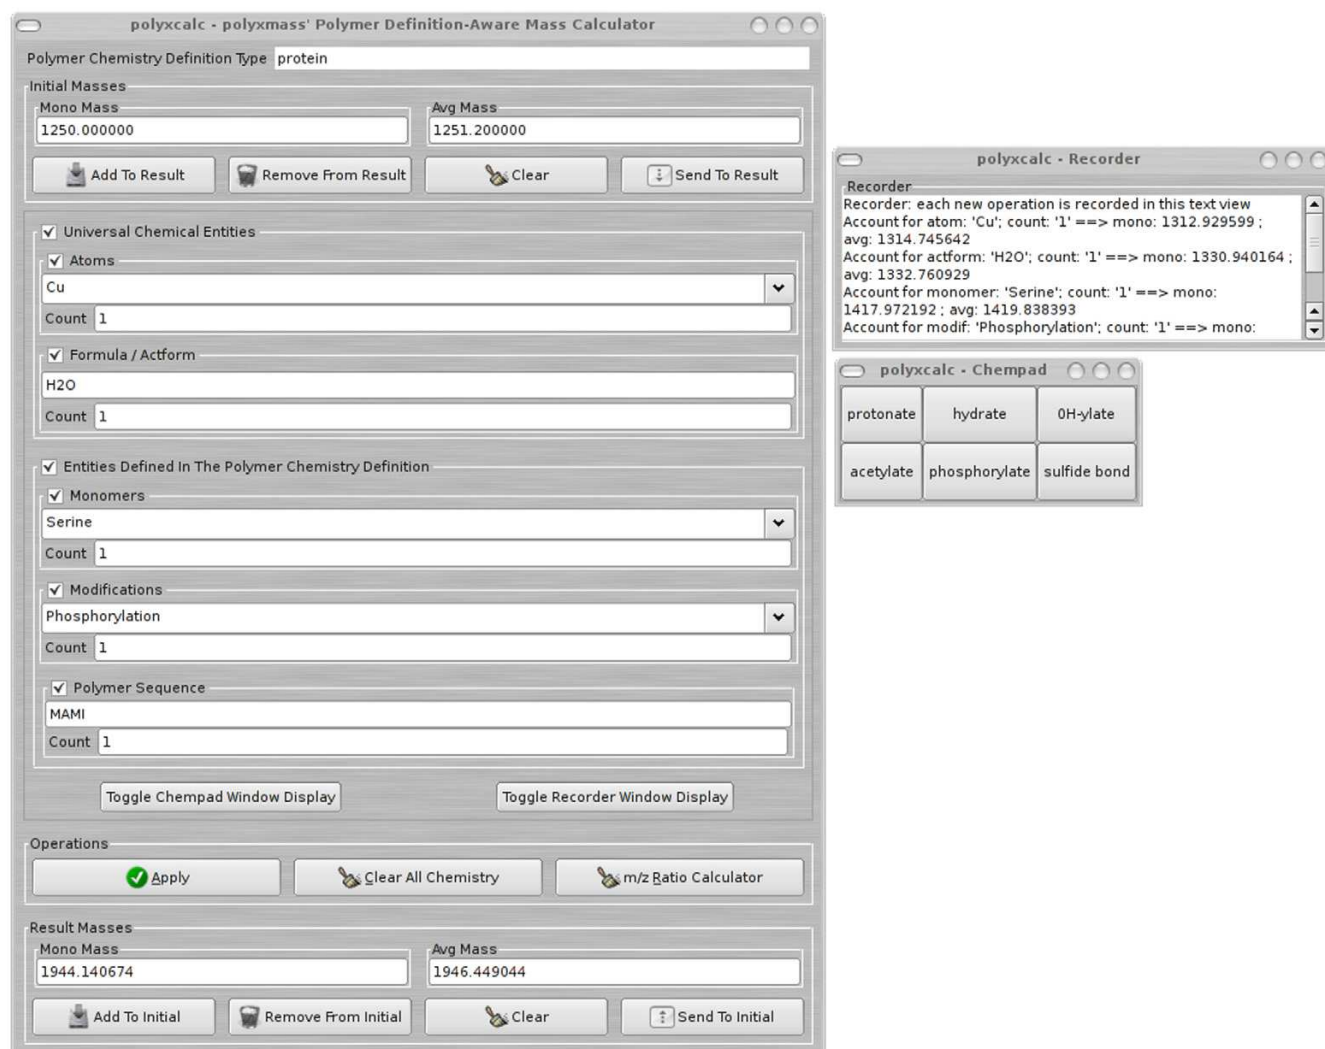 polyxcalc - polyxmass' Polymer Definition-Aware Mass Calculator
Polymer Chemistry Definition Type protein
Initial Masses
Mono Mass Avg Mass
1250.000000 1251.200000
Add To Result Remove From Result Clear Send To Result
Universal Chemical Entities
Atoms
Cu
Count 1
Formula / Actform
H2O
Count 1
Entities Defined In The Polymer Chemistry Definition
Monomers
Serine
Count 1
Modifications
Phosphorylation
Count 1
Polymer Sequence
MAMI
Count 1
Toggle Chempad Window Display Toggle Recorder Window Display
Operations
Apply Clear All Chemistry m/z Ratio Calculator
Result Masses
Mono Mass Avg Mass
1944.140674 1946.449044
Add To Initial Remove From Initial Clear Send To Initial
polyxcalc - Recorder
Recorder
Recorder: each new operation is recorded in this text view
Account for atom: 'Cu'; count: '1' ==> mono: 1312.929599 ;
avg: 1314.745642
Account for actform: 'H2O'; count: '1' ==> mono: 1330.940164 ;
avg: 1332.760929
Account for monomer: 'Serine'; count: '1' ==> mono:
1417.972192 ; avg: 1419.838393
Account for modif: 'Phosphorylation'; count: '1' ==> mono:
polyxcalc - Chempad
protonate hydrate 0H-ylate
acetylate phosphorylate sulfide bond